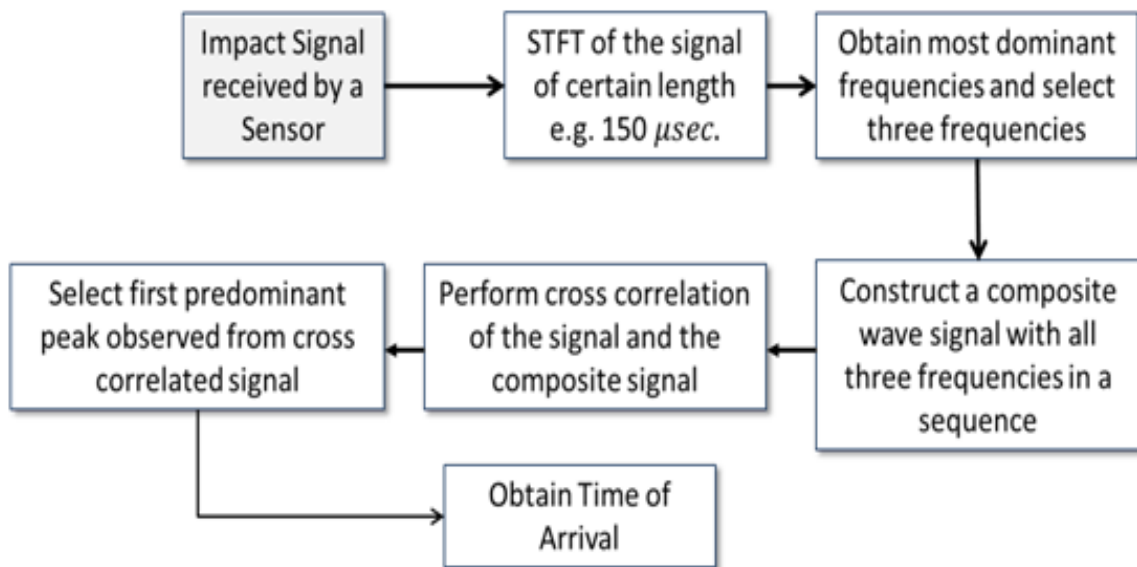 Impact Signal
received by a
Sensor
STFT of the signal
of certain length
e.g. 150 μsec.
Obtain most dominant
frequencies and select
three frequencies
Construct a composite
wave signal with all
three frequencies in a
sequence
Perform cross correlation
of the signal and the
composite signal
Select first predominant
peak observed from cross
correlated signal
Obtain Time of
Arrival